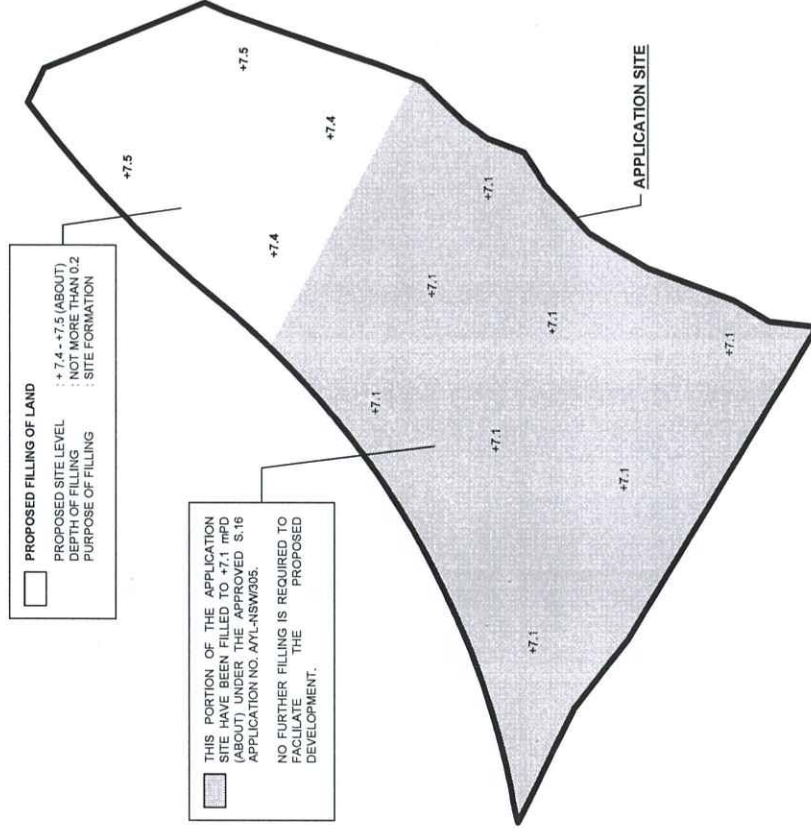 PROPOSED FILLING OF LAND
PROPOSED SITE LEVEL : +7.4 - +7.5 (ABOUT)
DEPTH OF FILLING : NOT MORE THAN 0.2
PURPOSE OF FILLING : SITE FORMATION
THIS PORTION OF THE APPLICATION
SITE HAVE BEEN FILLED TO +7.1 mPD
(ABOUT) UNDER THE APPROVED S.16
APPLICATION NO. A/YL-NSW/305.
NO FURTHER FILLING IS REQUIRED TO
FACLILATE THE PROPOSED
DEVELOPMENT.
+7.5
+7.5
+7.4
+7.4
+7.1
+7.1
+7.1
+7.1
+7.1
+7.1
+7.1
+7.1
APPLICATION SITE